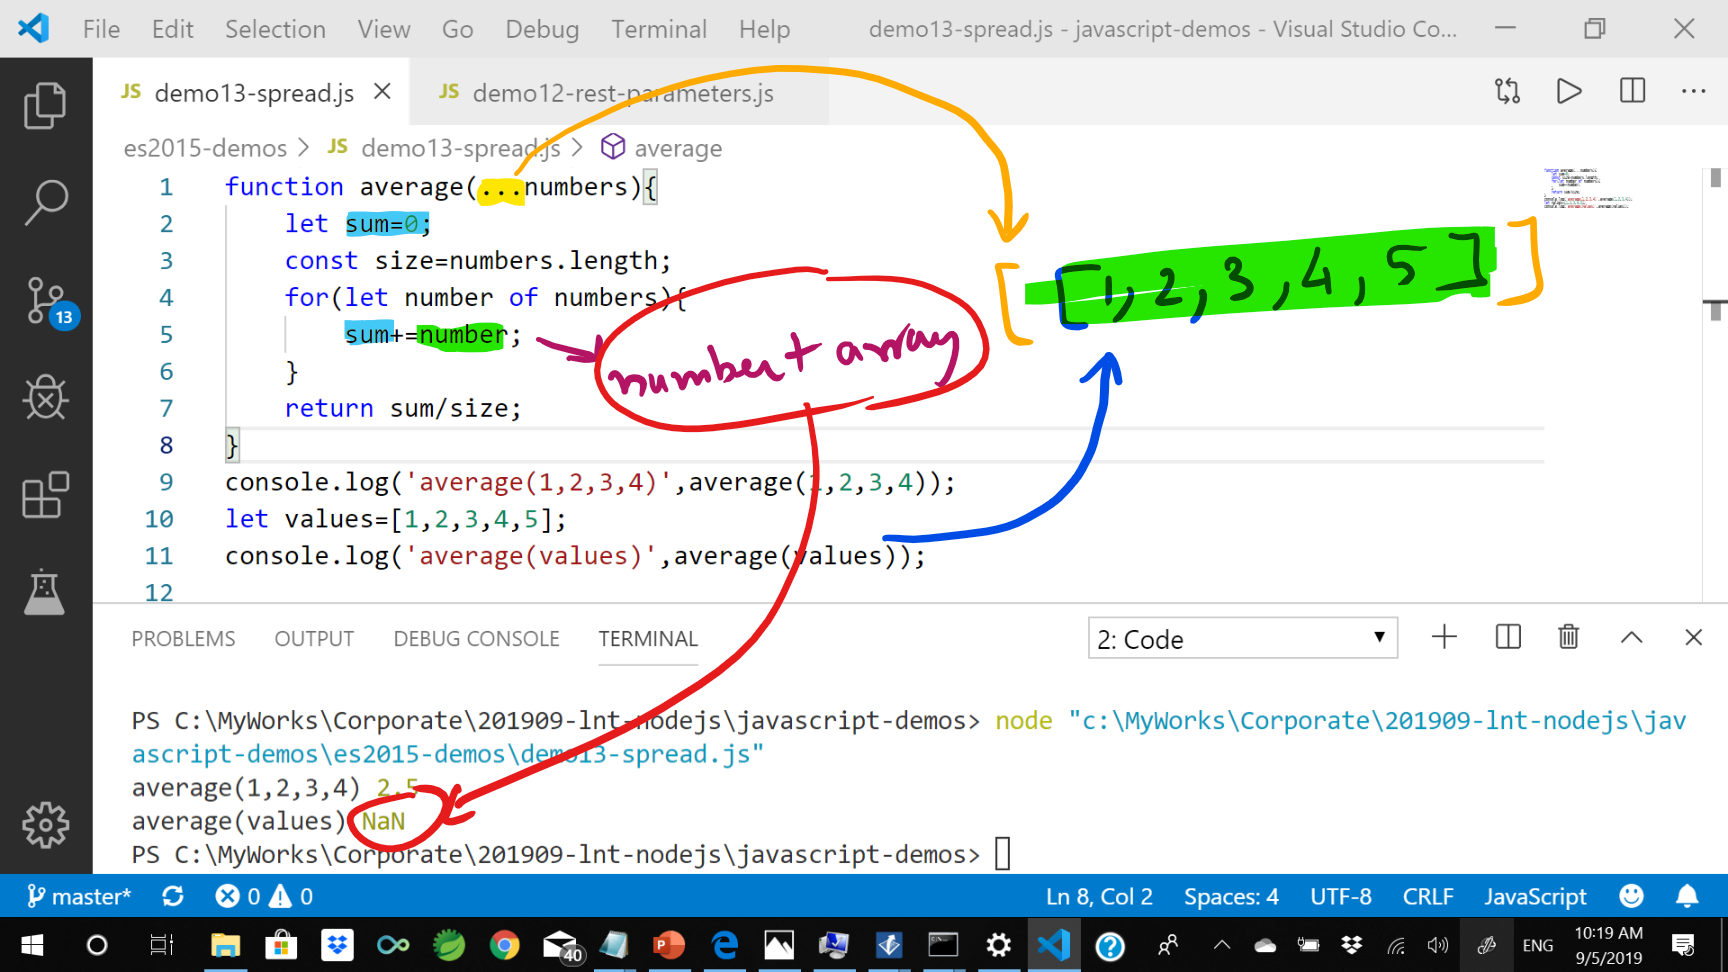 File Edit Selection View Go Debug Terminal Help demo13-spread.js - javascript-demos - Visual Studio Co...
JS demo13-spread.js JS demo12-rest-parameters.js
es2015-demos > JS demo13-spread.js > average
1 function average(...numbers){
2 let sum=0;
3 const size=numbers.length;
4 for(let number of numbers){
5 sum+=number;
6 }
7 return sum/size;
8 }
9 console.log('average(1,2,3,4)',average(1,2,3,4));
10 let values=[1,2,3,4,5];
11 console.log('average(values)',average(values));
12
[ [1, 2, 3, 4, 5] ]
number + array
13
PROBLEMS OUTPUT DEBUG CONSOLE TERMINAL 2: Code
PS C:\MyWorks\Corporate\201909-lnt-nodejs\javascript-demos> node "c:\MyWorks\Corporate\201909-lnt-nodejs\jav
ascript-demos\es2015-demos\demo13-spread.js"
average(1,2,3,4) 2.5
average(values) NaN
PS C:\MyWorks\Corporate\201909-lnt-nodejs\javascript-demos>
master* 0 0 Ln 8, Col 2 Spaces: 4 UTF-8 CRLF JavaScript
40 ENG 10:19 AM
9/5/2019